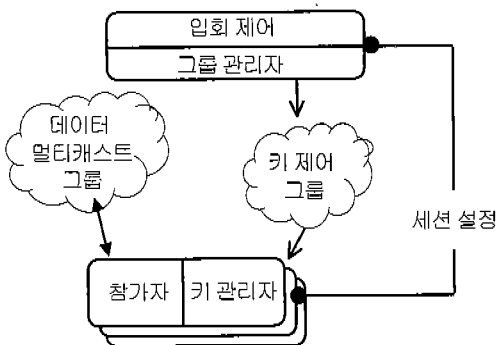 입회 제어
그룹 관리자
데이터
멀티캐스트
그룹
키 제어
그룹
세션 설정
참가자
키 관리자